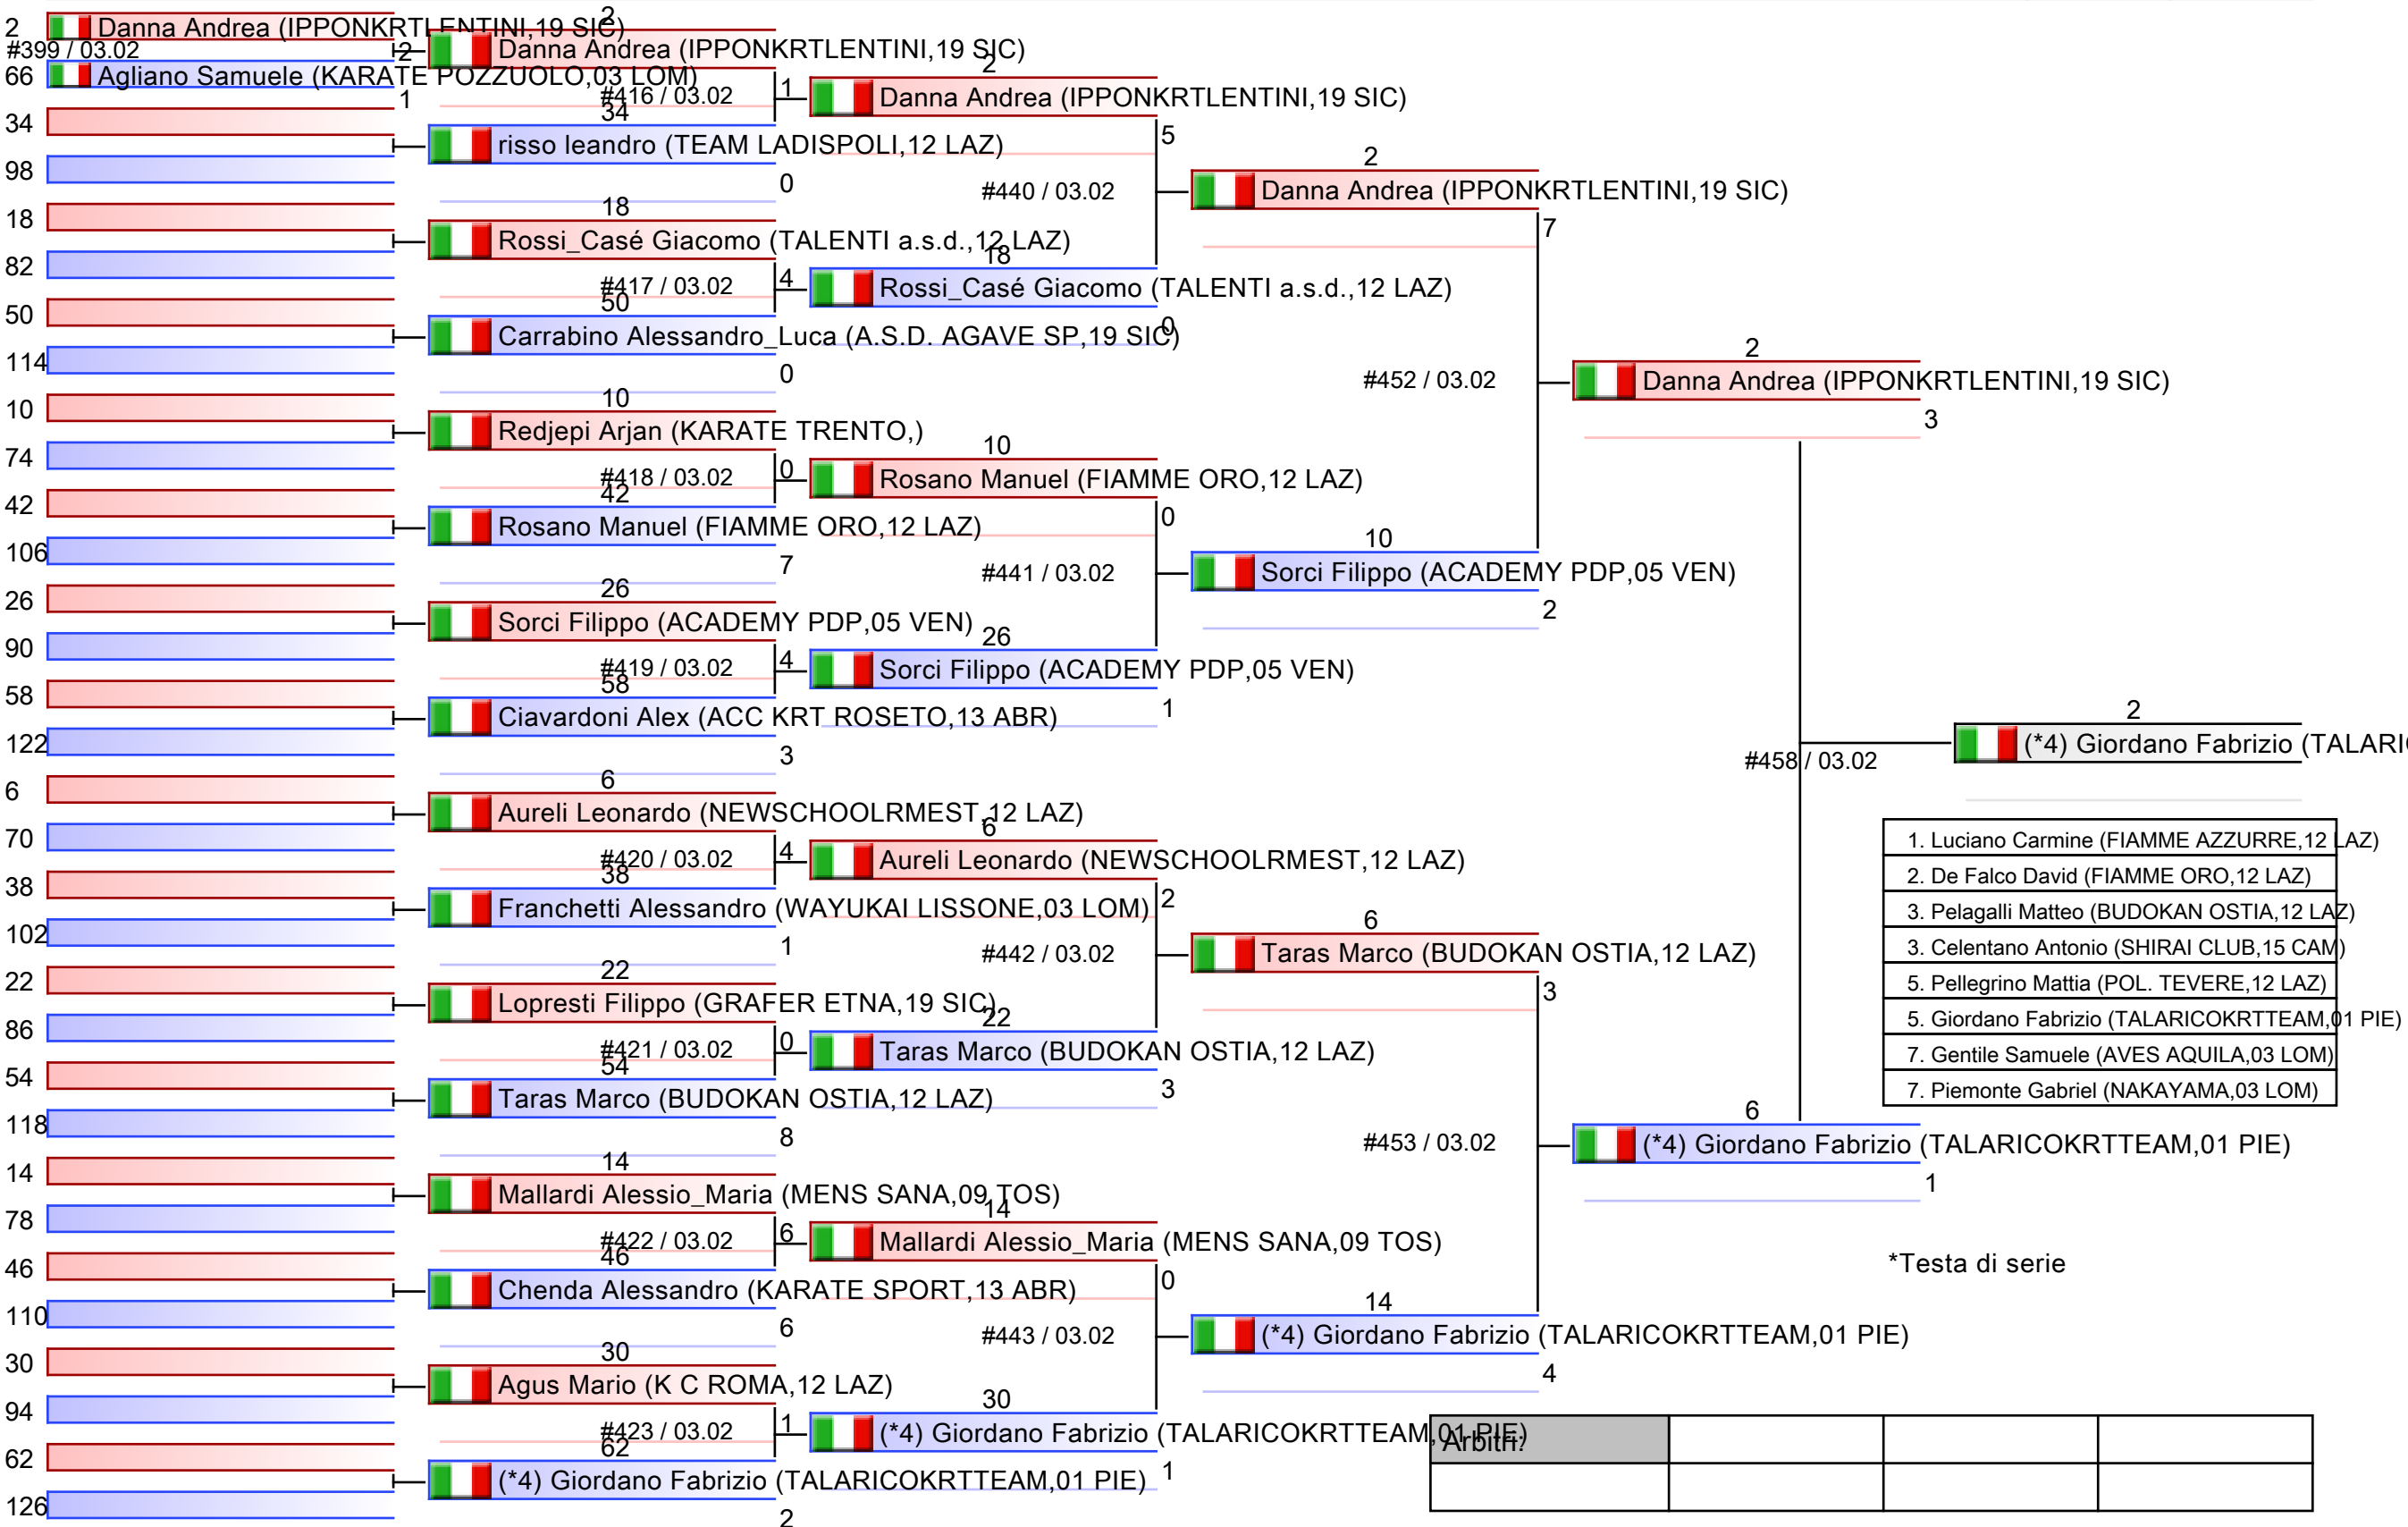 2 Danna Andrea (IPPONKRTLENTINI,19 SIC)
#399 / 03.02
2
66 Agliano Samuele (KARATE POZZUOLO,03 LOM)
1
34
98
18
82
50
114
10
74
42
106
26
90
58
122
6
70
38
102
22
86
54
118
14
78
46
110
30
94
62
126
2
Danna Andrea (IPPONKRTLENTINI,19 SIC)
#416 / 03.02
1
34
risso leandro (TEAM LADISPOLI,12 LAZ)
0
18
Rossi_Casé Giacomo (TALENTI a.s.d.,12 LAZ)
#417 / 03.02
4
50
Carrabino Alessandro_Luca (A.S.D. AGAVE SP,19 SIC)
0
10
Redjepi Arjan (KARATE TRENTO,)
#418 / 03.02
0
42
Rosano Manuel (FIAMME ORO,12 LAZ)
7
26
Sorci Filippo (ACADEMY PDP,05 VEN)
#419 / 03.02
4
58
Ciavardoni Alex (ACC KRT ROSETO,13 ABR)
3
6
Aureli Leonardo (NEWSCHOOLRMEST,12 LAZ)
#420 / 03.02
4
38
Franchetti Alessandro (WAYUKAI LISSONE,03 LOM)
1
22
Lopresti Filippo (GRAFER ETNA,19 SIC)
#421 / 03.02
0
54
Taras Marco (BUDOKAN OSTIA,12 LAZ)
8
14
Mallardi Alessio_Maria (MENS SANA,09 TOS)
#422 / 03.02
6
46
Chenda Alessandro (KARATE SPORT,13 ABR)
6
30
Agus Mario (K C ROMA,12 LAZ)
#423 / 03.02
1
62
(*4) Giordano Fabrizio (TALARICOKRTTEAM,01 PIE)
2
2
Danna Andrea (IPPONKRTLENTINI,19 SIC)
5
#440 / 03.02
18
Rossi_Casé Giacomo (TALENTI a.s.d.,12 LAZ)
0
10
Rosano Manuel (FIAMME ORO,12 LAZ)
0
#441 / 03.02
26
Sorci Filippo (ACADEMY PDP,05 VEN)
1
6
Aureli Leonardo (NEWSCHOOLRMEST,12 LAZ)
2
#442 / 03.02
22
Taras Marco (BUDOKAN OSTIA,12 LAZ)
3
14
Mallardi Alessio_Maria (MENS SANA,09 TOS)
0
#443 / 03.02
30
(*4) Giordano Fabrizio (TALARICOKRTTEAM,01 PIE)
1
2
Danna Andrea (IPPONKRTLENTINI,19 SIC)
7
#452 / 03.02
10
Sorci Filippo (ACADEMY PDP,05 VEN)
2
6
Taras Marco (BUDOKAN OSTIA,12 LAZ)
3
#453 / 03.02
14
(*4) Giordano Fabrizio (TALARICOKRTTEAM,01 PIE)
4
2
Danna Andrea (IPPONKRTLENTINI,19 SIC)
3
#458 / 03.02
6
(*4) Giordano Fabrizio (TALARICOKRTTEAM,01 PIE)
1
2
(*4) Giordano Fabrizio
1. Luciano Carmine (FIAMME AZZURRE,12 LAZ)
2. De Falco David (FIAMME ORO,12 LAZ)
3. Pelagalli Matteo (BUDOKAN OSTIA,12 LAZ)
3. Celentano Antonio (SHIRAI CLUB,15 CAM)
5. Pellegrino Mattia (POL. TEVERE,12 LAZ)
5. Giordano Fabrizio (TALARICOKRTTEAM,01 PIE)
7. Gentile Samuele (AVES AQUILA,03 LOM)
7. Piemonte Gabriel (NAKAYAMA,03 LOM)
*Testa di serie
Arbitri: